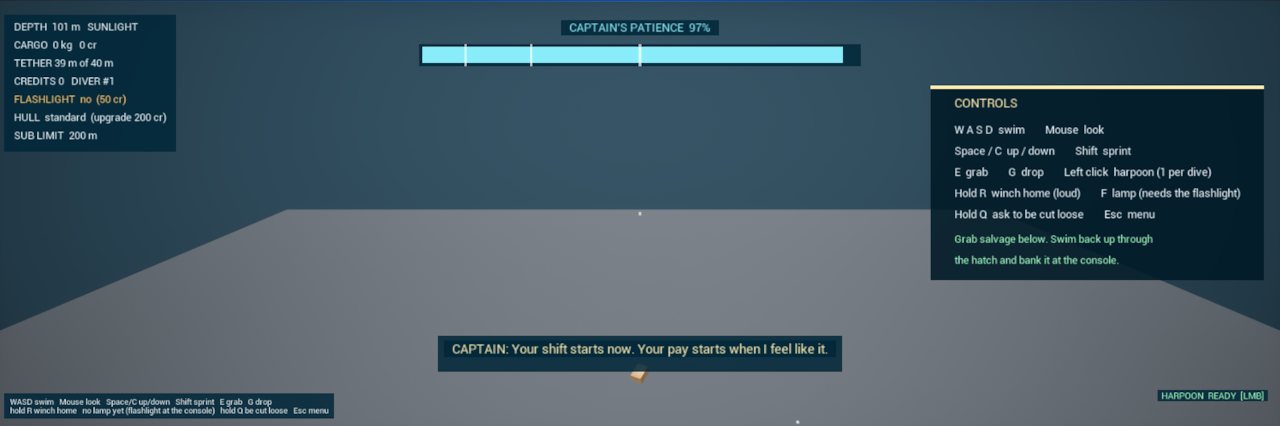 DEPTH 101 m SUNLIGHT
CARGO 0 kg 0 cr
TETHER 39 m of 40 m
CREDITS 0 DIVER #1
FLASHLIGHT no (50 cr)
HULL standard (upgrade 200 cr)
SUB LIMIT 200 m
CAPTAIN'S PATIENCE 97%
CONTROLS
W A S D swim Mouse look
Space / C up / down Shift sprint
E grab G drop Left click harpoon (1 per dive)
Hold R winch home (loud) F lamp (needs the flashlight)
Hold Q ask to be cut loose Esc menu
Grab salvage below. Swim back up through
the hatch and bank it at the console.
CAPTAIN: Your shift starts now. Your pay starts when I feel like it.
WASD swim Mouse look Space/C up/down Shift sprint E grab G drop
hold R winch home no lamp yet (flashlight at the console) hold Q be cut loose Esc menu
HARPOON READY [LMB]